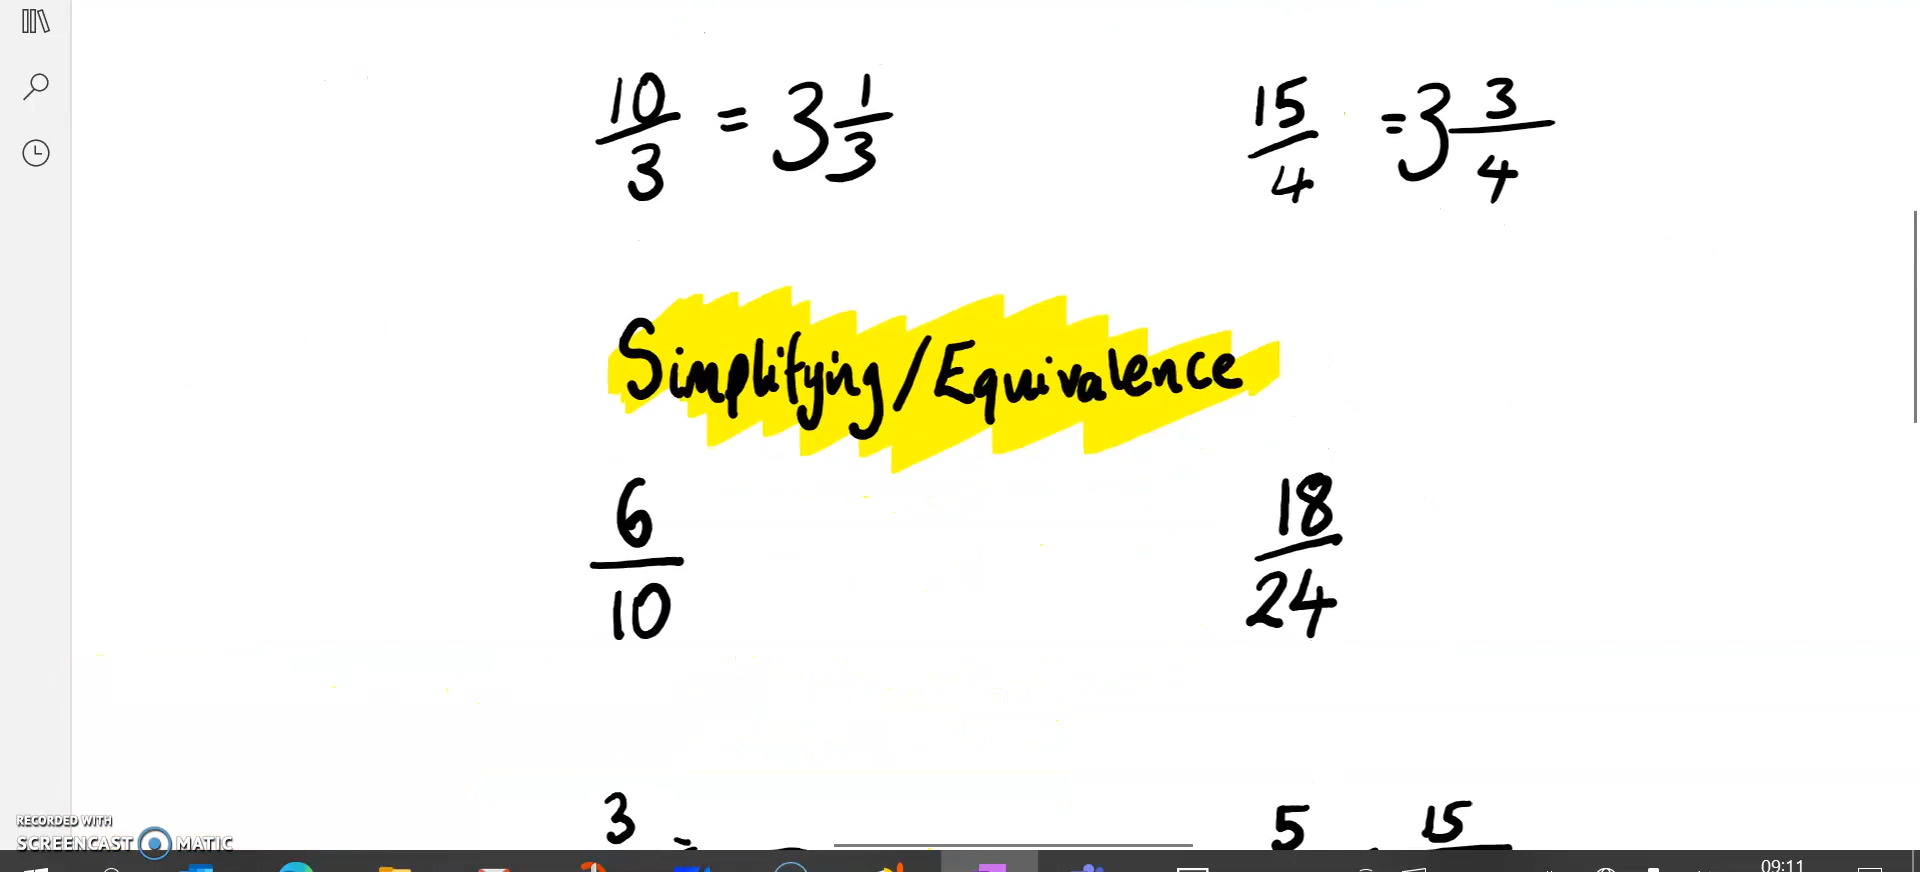 10/3 = 3 1/3
15/4 = 3 3/4
Simplifying/Equivalence
6/10
18/24
3 =
5 15
RECORDED WITH
SCREENCAST MATIC
09:11